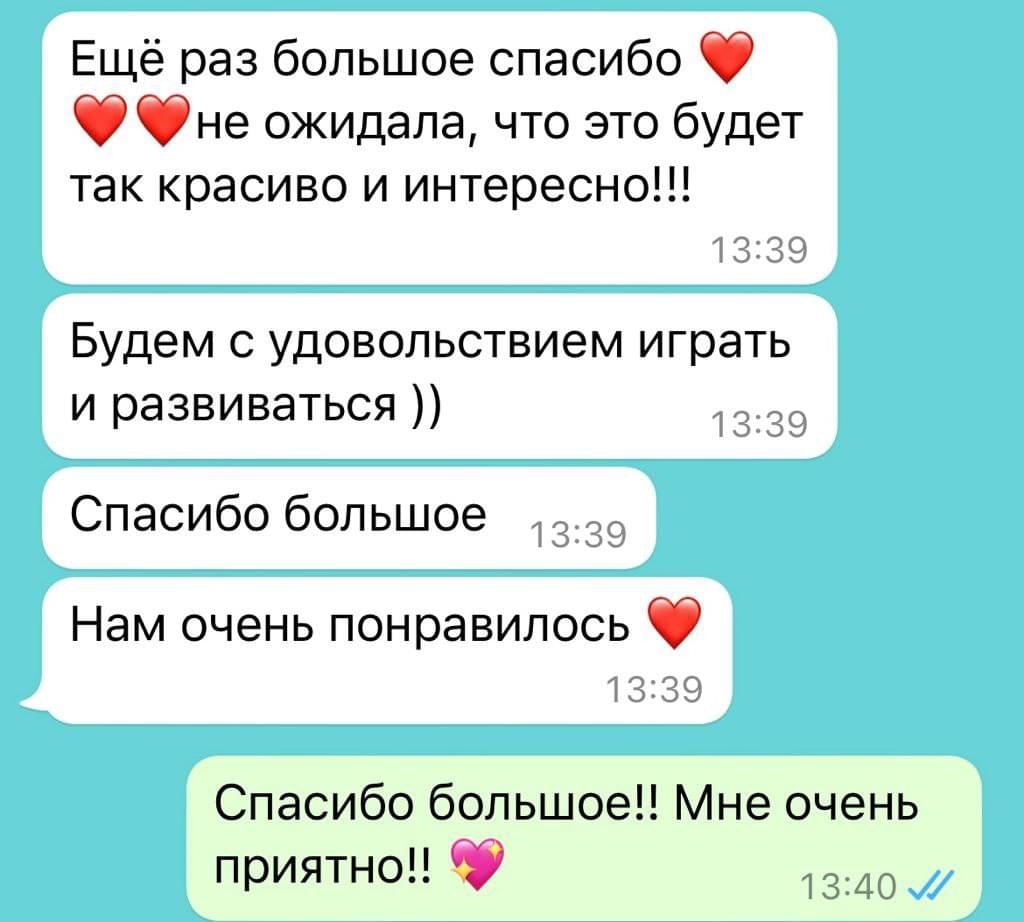 Ещё раз большое спасибо ❤️
❤️❤️не ожидала, что это будет
так красиво и интересно!!!
13:39
Будем с удовольствием играть
и развиваться ))
13:39
Спасибо большое 13:39
Нам очень понравилось ❤️
13:39
Спасибо большое!! Мне очень
приятно!! 💖
13:40